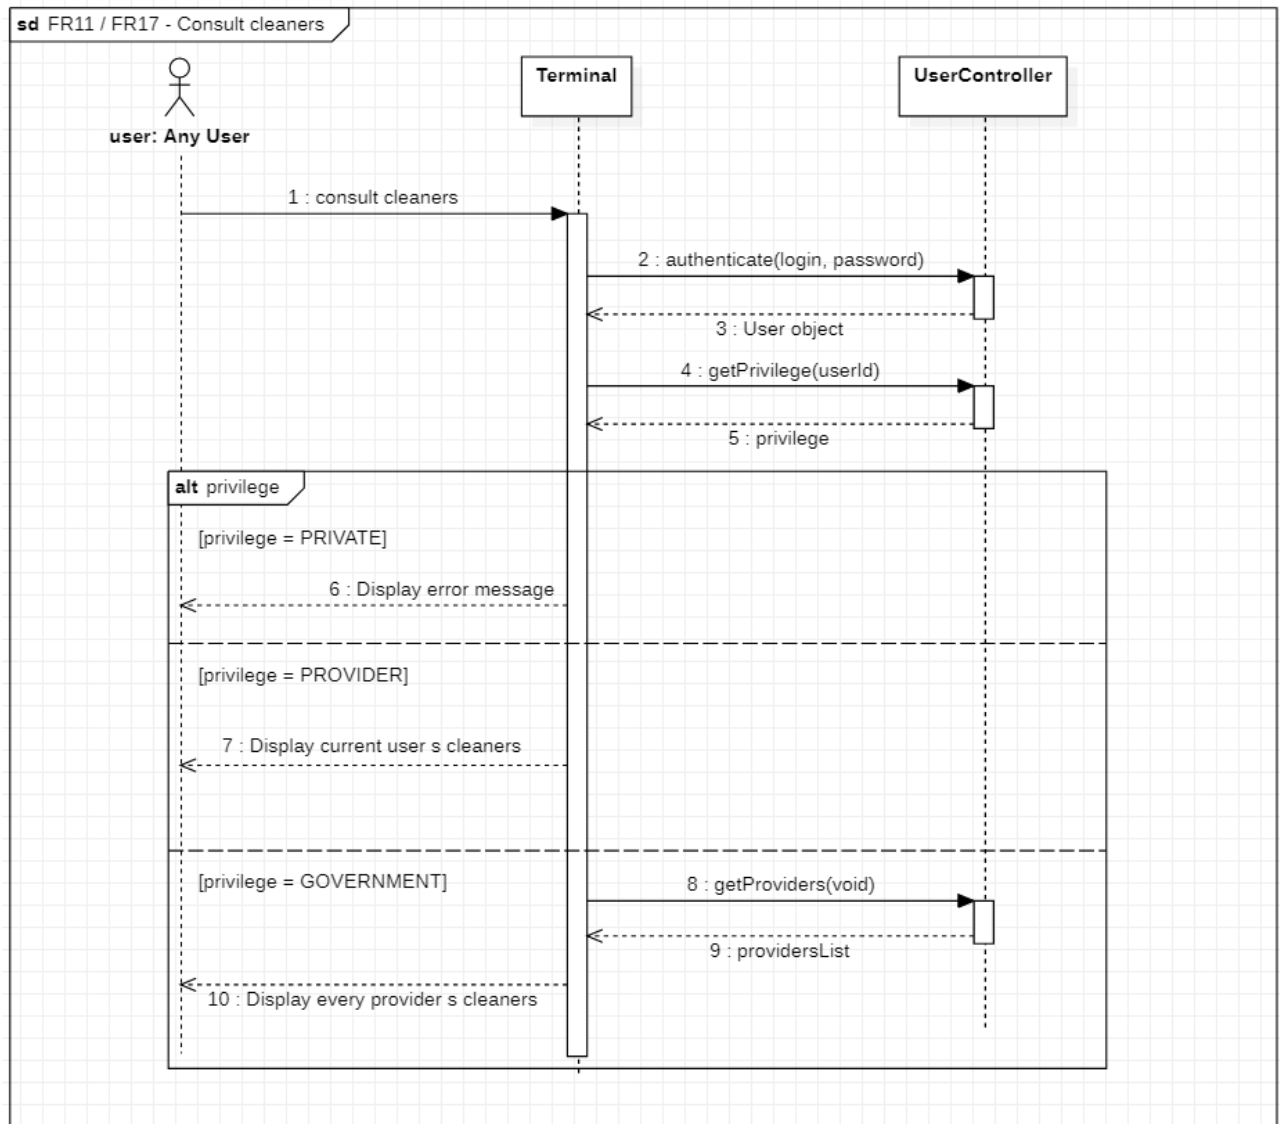 sd FR11 / FR17 - Consult cleaners
Terminal
UserController
user: Any User
1 : consult cleaners
2 : authenticate(login, password)
3 : User object
4 : getPrivilege(userId)
5 : privilege
alt privilege
[privilege = PRIVATE]
6 : Display error message
[privilege = PROVIDER]
7 : Display current user s cleaners
[privilege = GOVERNMENT]
8 : getProviders(void)
9 : providersList
10 : Display every provider s cleaners